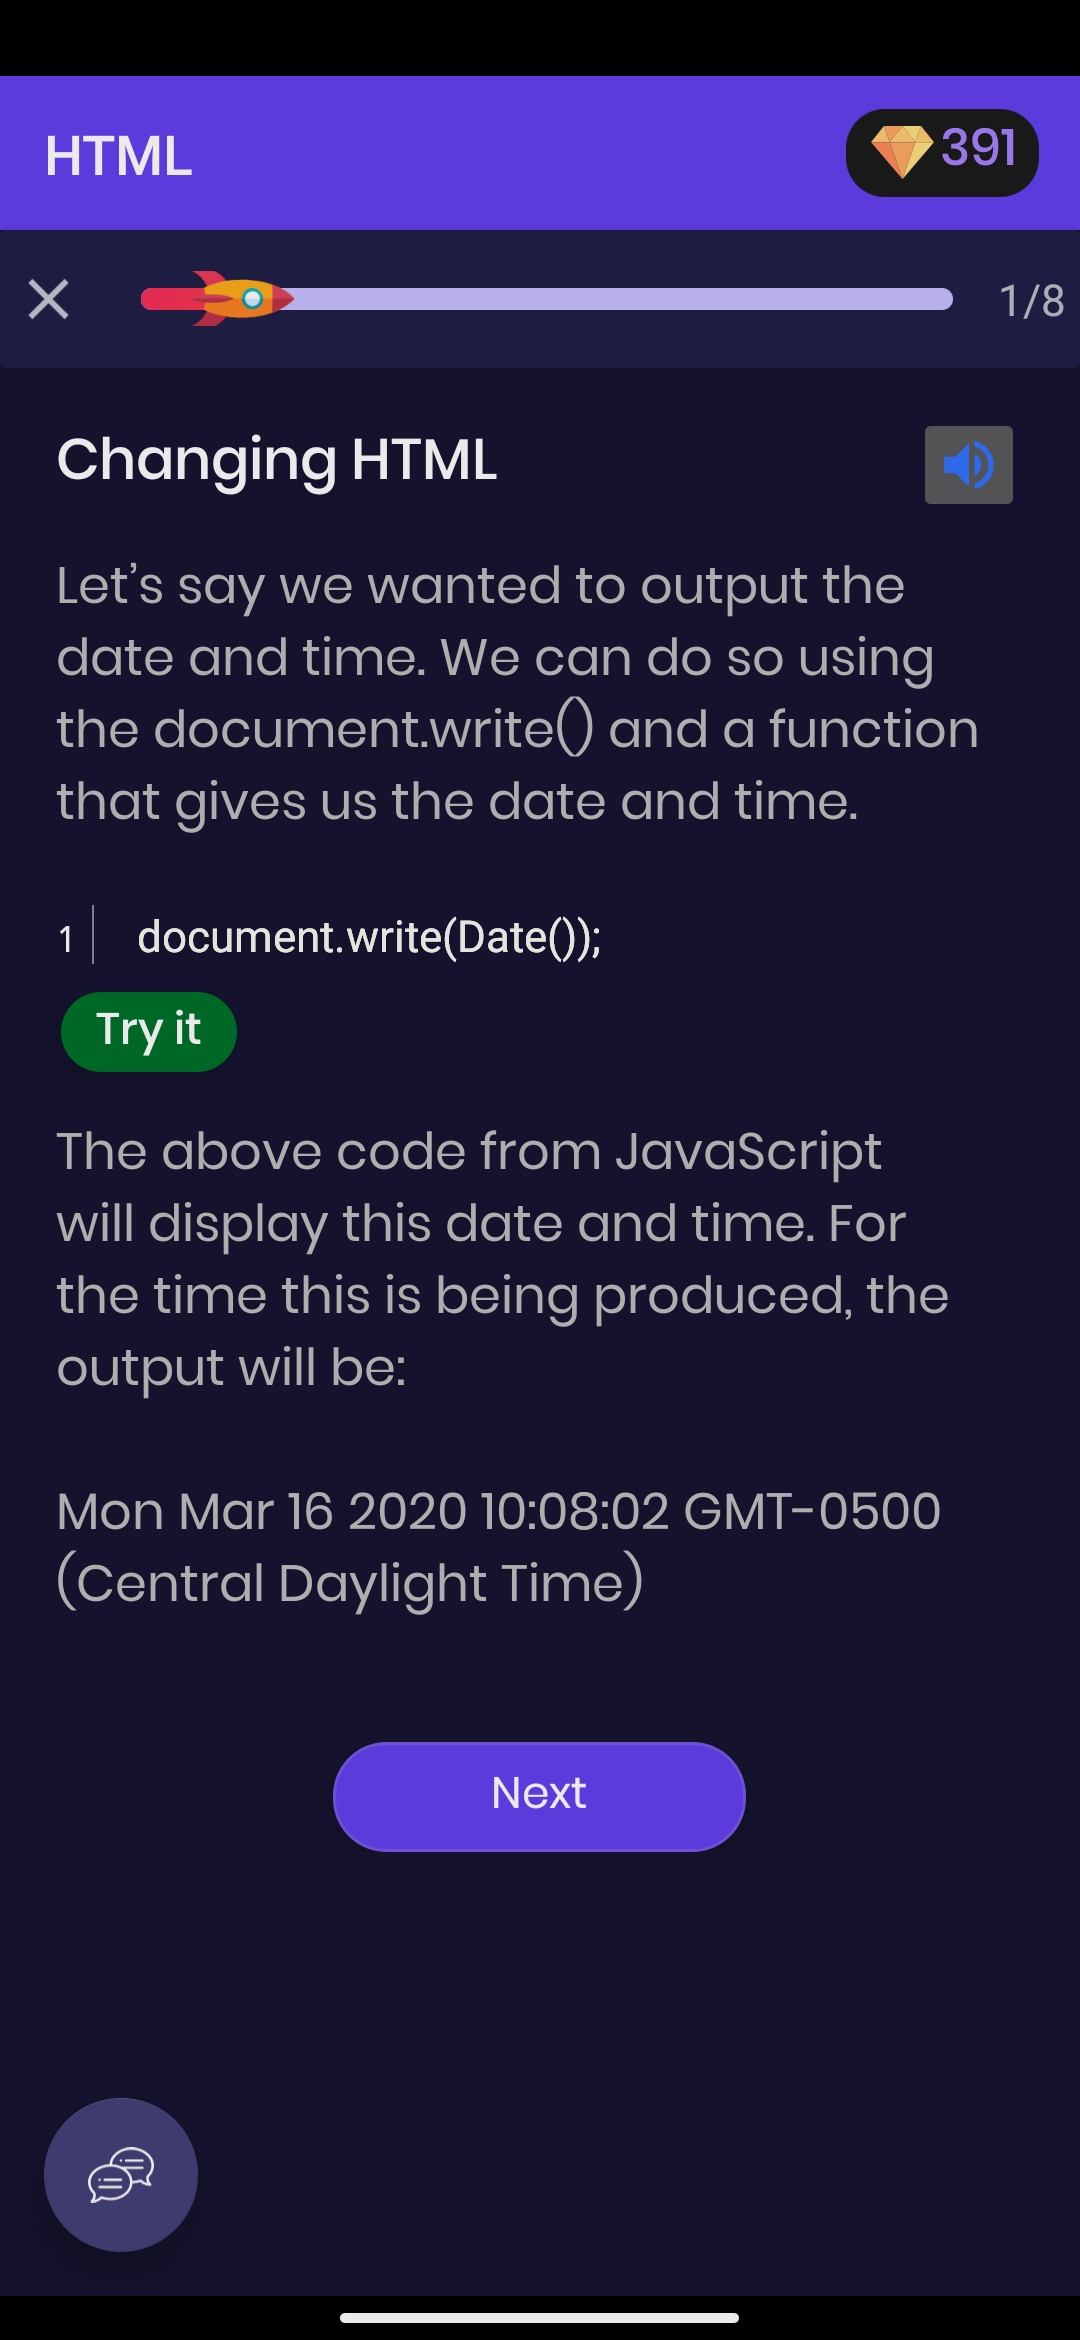 HTML
391
1/8
Changing HTML
Let’s say we wanted to output the
date and time. We can do so using
the document.write() and a function
that gives us the date and time.
1 document.write(Date());
Try it
The above code from JavaScript
will display this date and time. For
the time this is being produced, the
output will be:
Mon Mar 16 2020 10:08:02 GMT-0500
(Central Daylight Time)
Next